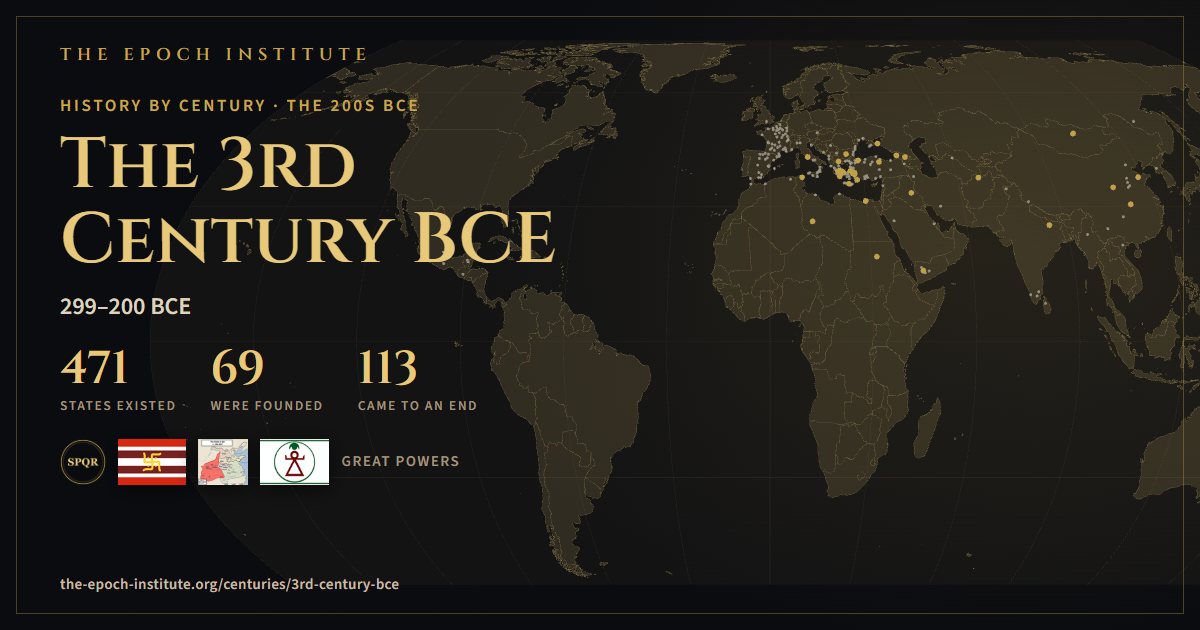 THE EPOCH INSTITUTE
HISTORY BY CENTURY · THE 200S BCE
THE 3RD
CENTURY BCE
299–200 BCE
471 69 113
STATES EXISTED WERE FOUNDED CAME TO AN END
SPQR
GREAT POWERS
the-epoch-institute.org/centuries/3rd-century-bce